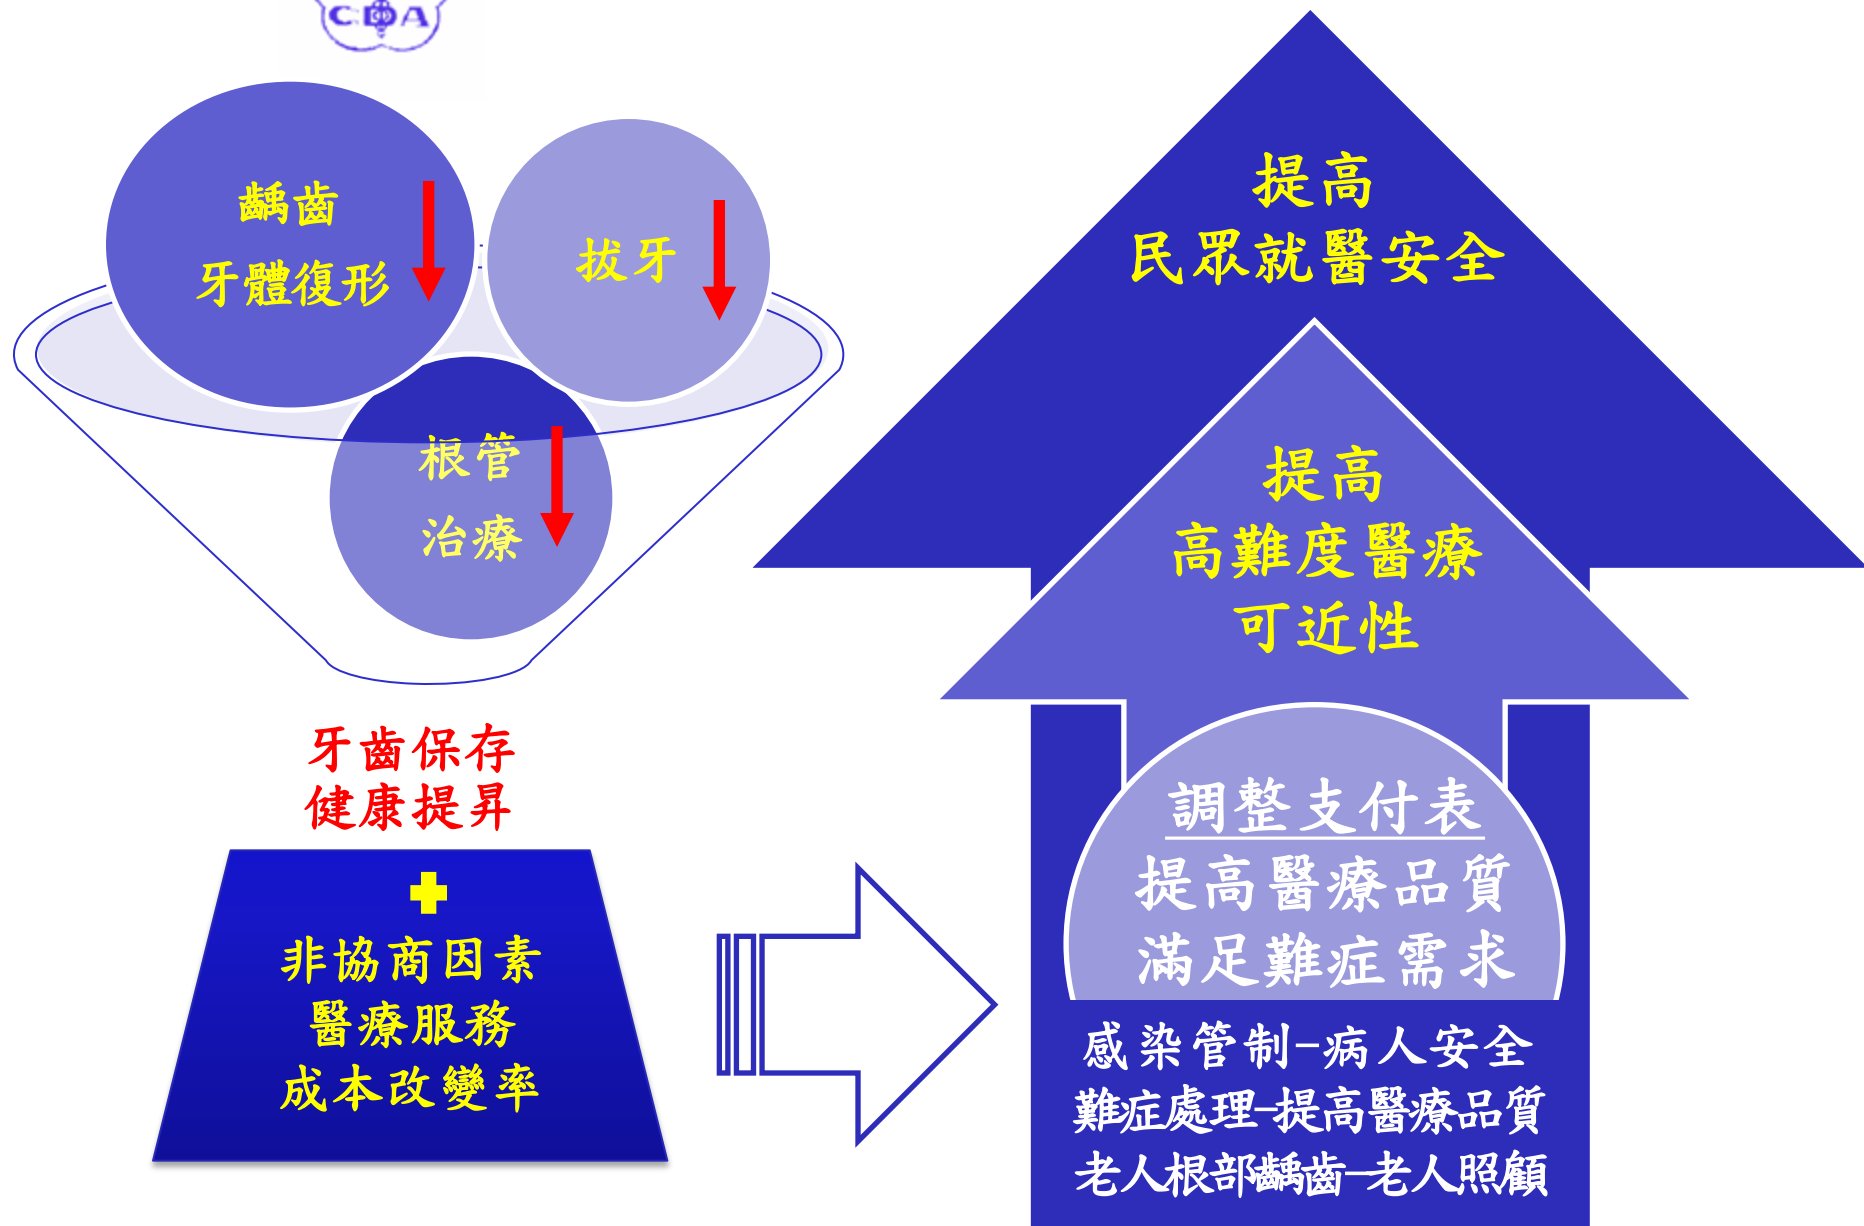 CDA
齲齒
牙體復形
拔牙
根管
治療
牙齒保存
健康提昇
非協商因素
醫療服務
成本改變率
提高
民眾就醫安全
提高
高難度醫療
可近性
調整支付表
提高醫療品質
滿足難症需求
感染管制-病人安全
難症處理-提高醫療品質
老人根部齲齒-老人照顧